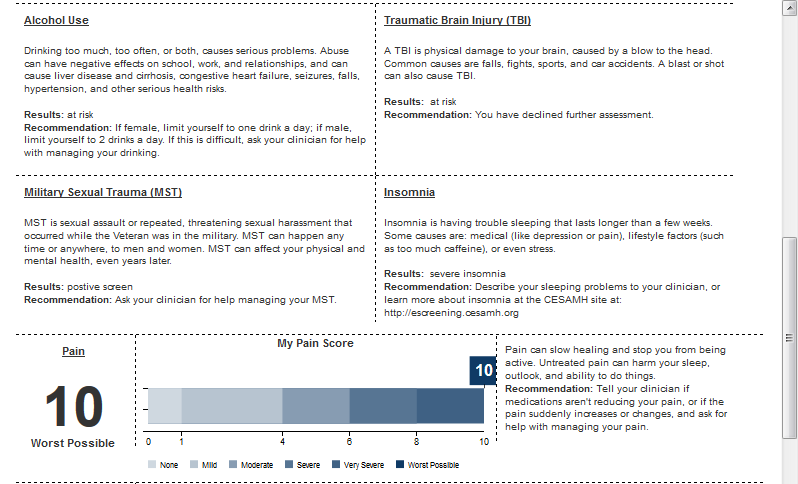 Alcohol Use
Drinking too much, too often, or both, causes serious problems. Abuse
can have negative effects on school, work, and relationships, and can
cause liver disease and cirrhosis, congestive heart failure, seizures, falls,
hypertension, and other serious health risks.
Results: at risk
Recommendation: If female, limit yourself to one drink a day; if male,
limit yourself to 2 drinks a day. If this is difficult, ask your clinician for help
with managing your drinking.
Traumatic Brain Injury (TBI)
A TBI is physical damage to your brain, caused by a blow to the head.
Common causes are falls, fights, sports, and car accidents. A blast or shot
can also cause TBI.
Results: at risk
Recommendation: You have declined further assessment.
Military Sexual Trauma (MST)
MST is sexual assault or repeated, threatening sexual harassment that
occurred while the Veteran was in the military. MST can happen any
time or anywhere, to men and women. MST can affect your physical and
mental health, even years later.
Results: postive screen
Recommendation: Ask your clinician for help managing your MST.
Insomnia
Insomnia is having trouble sleeping that lasts longer than a few weeks.
Some causes are: medical (like depression or pain), lifestyle factors (such
as too much caffeine), or even stress.
Results: severe insomnia
Recommendation: Describe your sleeping problems to your clinician, or
learn more about insomnia at the CESAMH site at:
http://escreening.cesamh.org
Pain
10
Worst Possible
My Pain Score
10
0 1 4 6 8 10
None Mild Moderate Severe Very Severe Worst Possible
Pain can slow healing and stop you from being
active. Untreated pain can harm your sleep,
outlook, and ability to do things.
Recommendation: Tell your clinician if
medications aren't reducing your pain, or if the
pain suddenly increases or changes, and ask for
help with managing your pain.